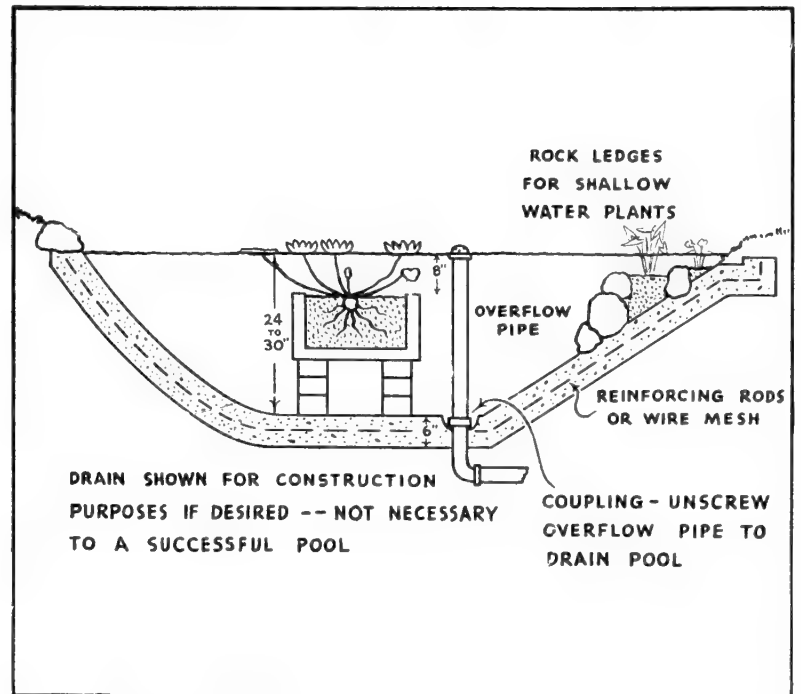 ROCK LEDGES
FOR SHALLOW
WATER PLANTS
8"
24
TO
30"
OVERFLOW
PIPE
REINFORCING RODS
OR WIRE MESH
6"
DRAIN SHOWN FOR CONSTRUCTION
PURPOSES IF DESIRED -- NOT NECESSARY
TO A SUCCESSFUL POOL
COUPLING - UNSCREW
OVERFLOW PIPE TO
DRAIN POOL